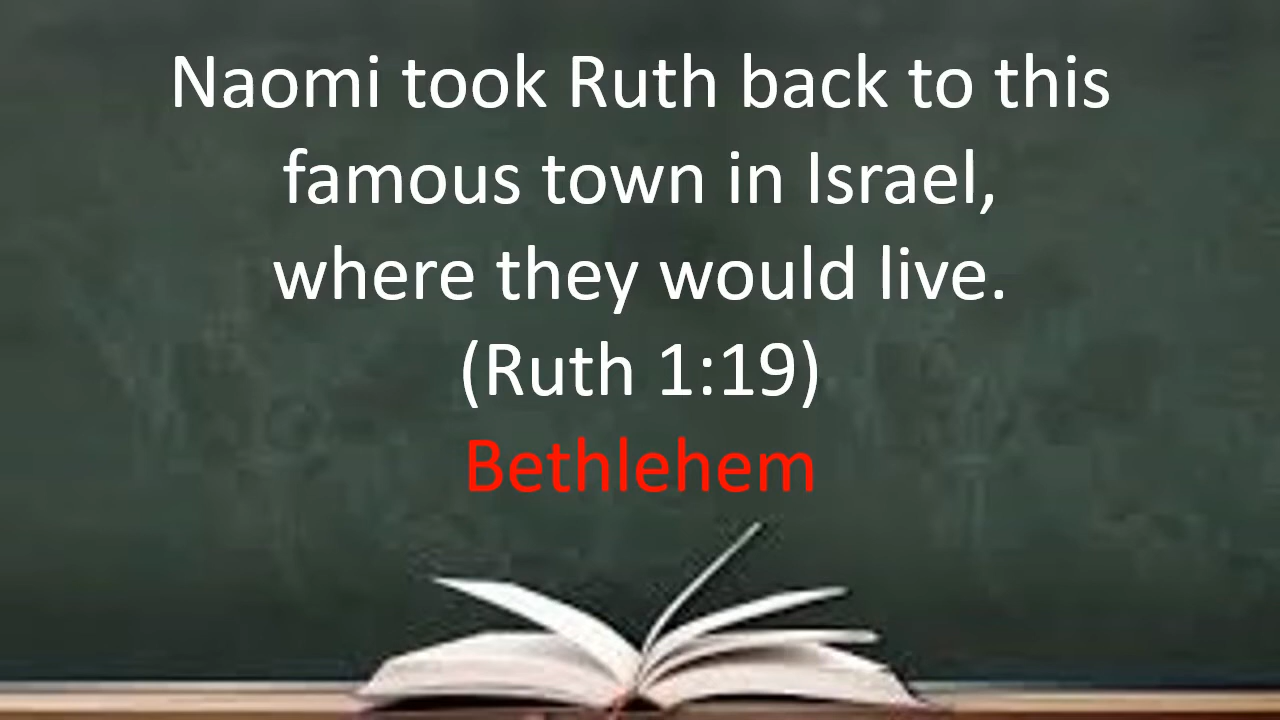 Naomi took Ruth back to this
famous town in Israel,
where they would live.
(Ruth 1:19)
Bethlehem